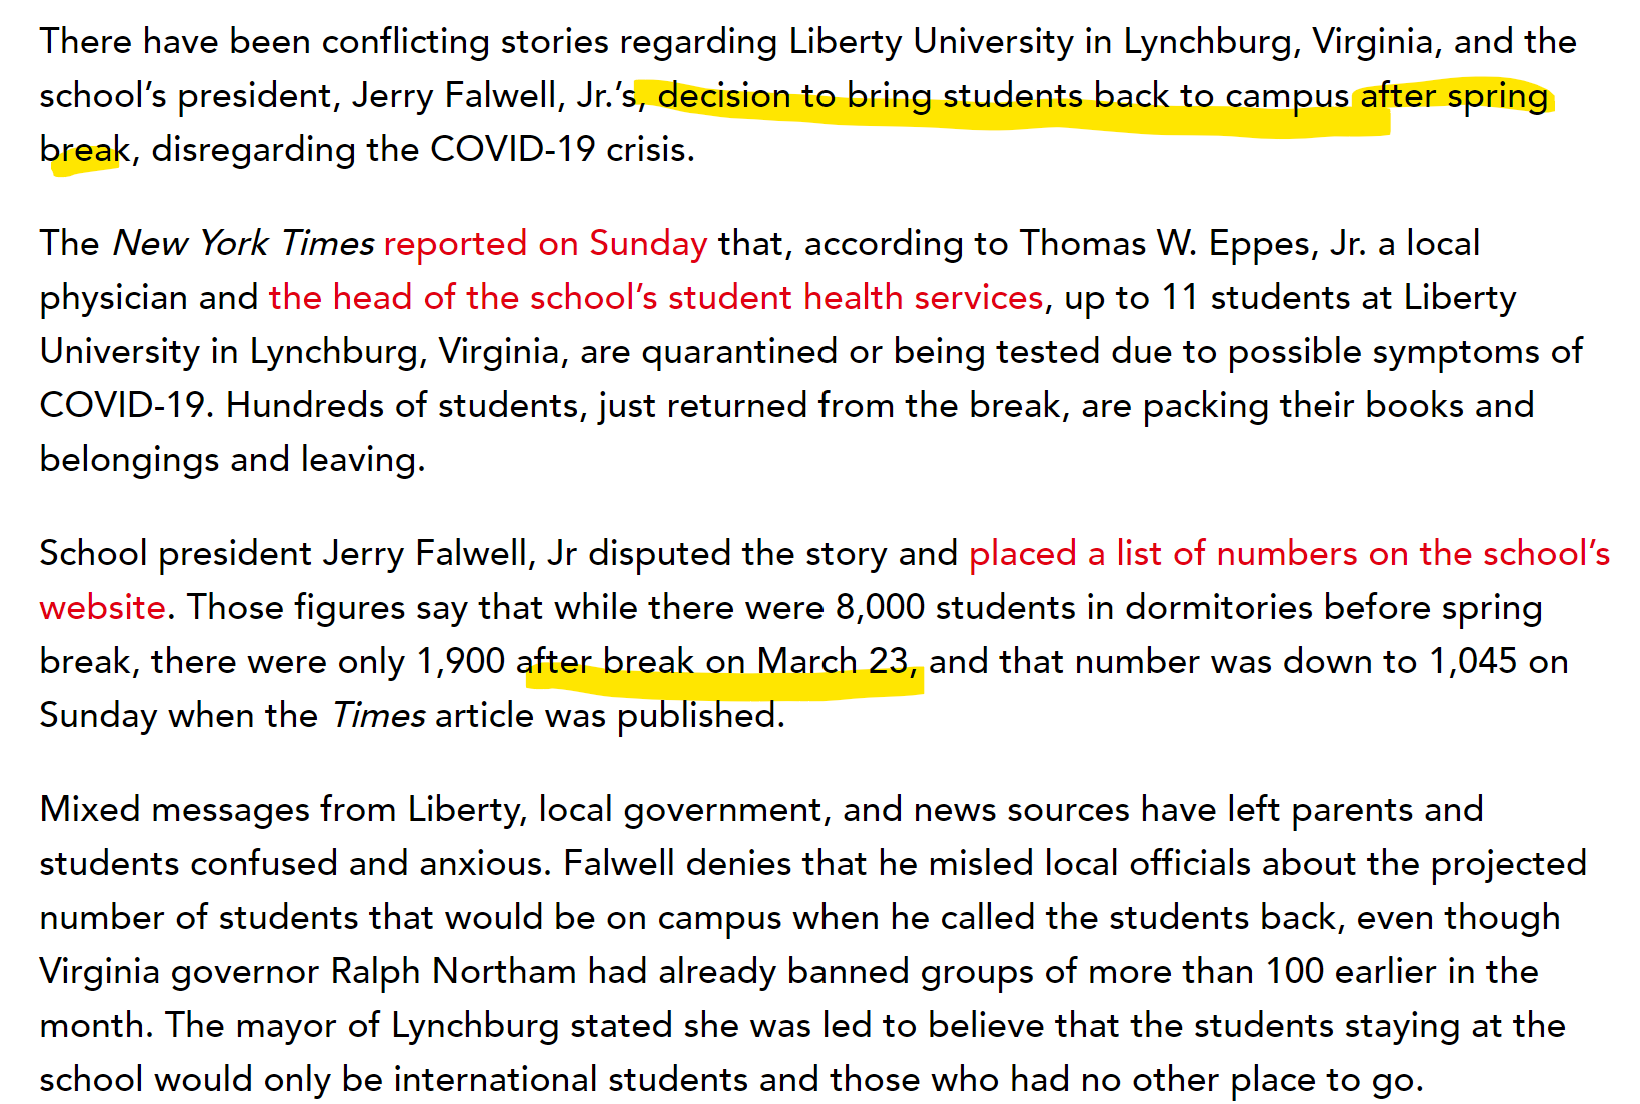 There have been conflicting stories regarding Liberty University in Lynchburg, Virginia, and the
school’s president, Jerry Falwell, Jr.’s, decision to bring students back to campus after spring
break, disregarding the COVID-19 crisis.
The New York Times reported on Sunday that, according to Thomas W. Eppes, Jr. a local
physician and the head of the school’s student health services, up to 11 students at Liberty
University in Lynchburg, Virginia, are quarantined or being tested due to possible symptoms of
COVID-19. Hundreds of students, just returned from the break, are packing their books and
belongings and leaving.
School president Jerry Falwell, Jr disputed the story and placed a list of numbers on the school’s
website. Those figures say that while there were 8,000 students in dormitories before spring
break, there were only 1,900 after break on March 23, and that number was down to 1,045 on
Sunday when the Times article was published.
Mixed messages from Liberty, local government, and news sources have left parents and
students confused and anxious. Falwell denies that he misled local officials about the projected
number of students that would be on campus when he called the students back, even though
Virginia governor Ralph Northam had already banned groups of more than 100 earlier in the
month. The mayor of Lynchburg stated she was led to believe that the students staying at the
school would only be international students and those who had no other place to go.